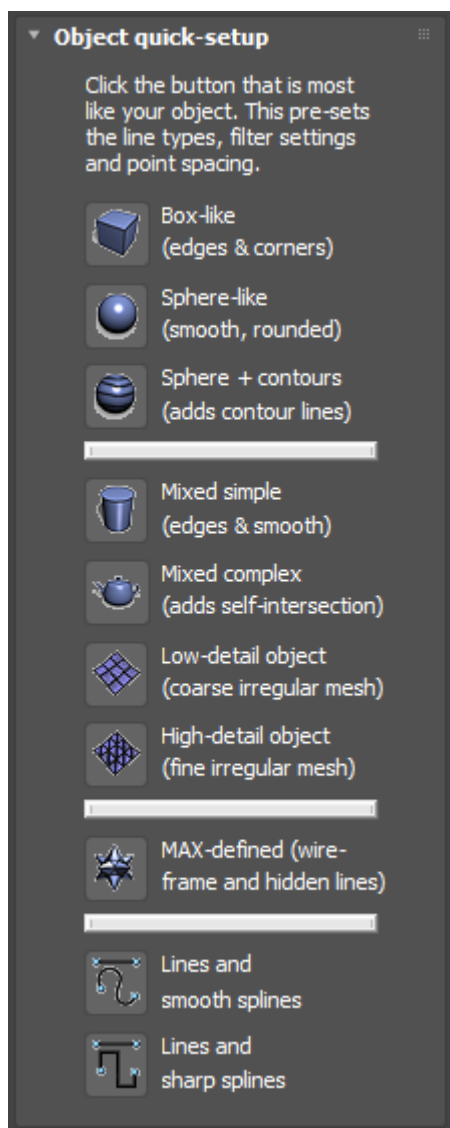 Object quick-setup
Click the button that is most
like your object. This pre-sets
the line types, filter settings
and point spacing.
Box-like
(edges & corners)
Sphere-like
(smooth, rounded)
Sphere + contours
(adds contour lines)
Mixed simple
(edges & smooth)
Mixed complex
(adds self-intersection)
Low-detail object
(coarse irregular mesh)
High-detail object
(fine irregular mesh)
MAX-defined (wire-
frame and hidden lines)
Lines and
smooth splines
Lines and
sharp splines